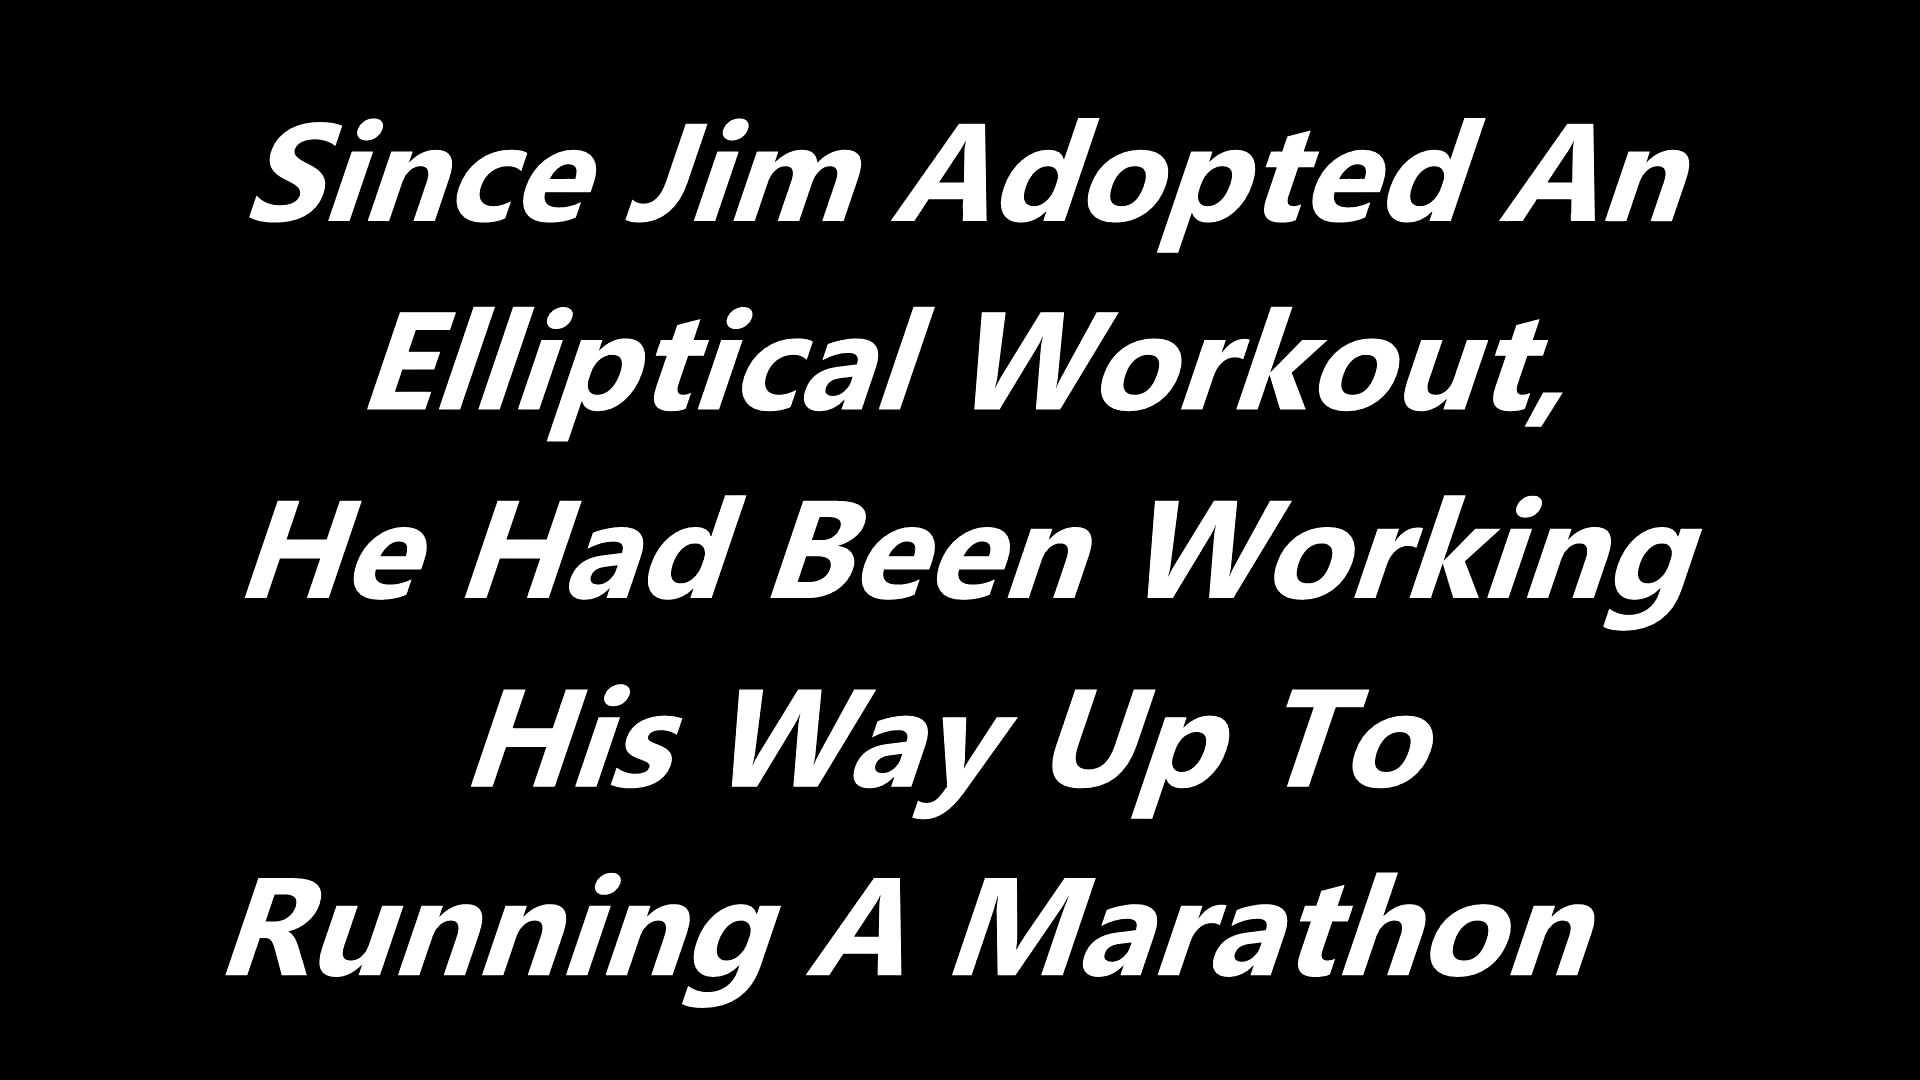 Since Jim Adopted An
Elliptical Workout,
He Had Been Working
His Way Up To
Running A Marathon